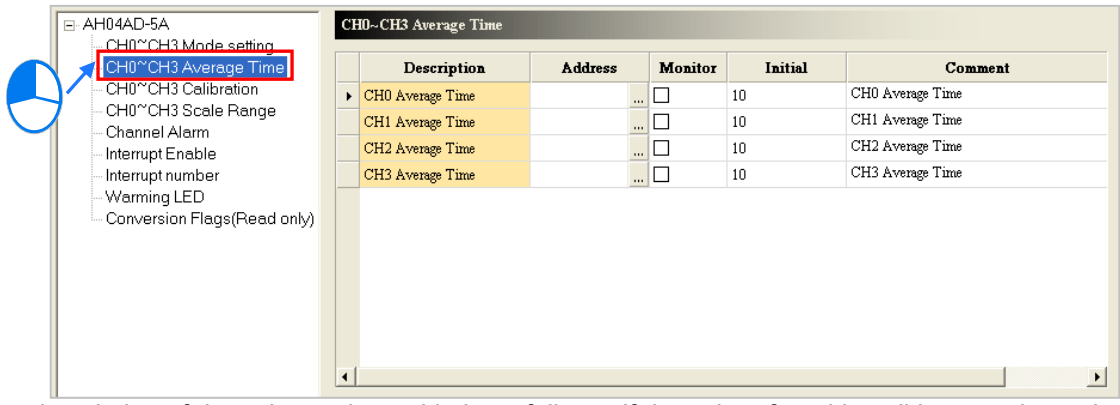 AH04AD-5A
CH0~CH3 Mode setting
CH0~CH3 Average Time
CH0~CH3 Calibration
CH0~CH3 Scale Range
Channel Alarm
Interrupt Enable
Interrupt number
Warming LED
Conversion Flags(Read only)
CH0~CH3 Average Time
Description Address Monitor Initial Comment
CH0 Average Time ... 10 CH0 Average Time
CH1 Average Time ... 10 CH1 Average Time
CH2 Average Time ... 10 CH2 Average Time
CH3 Average Time ... 10 CH3 Average Time